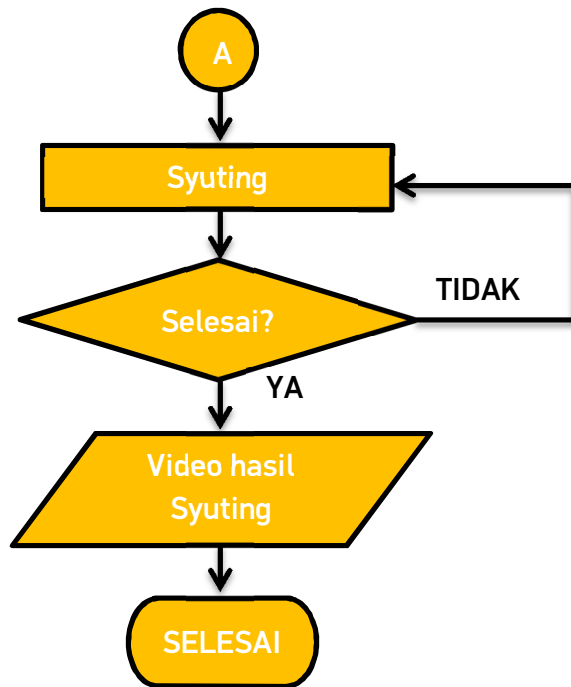 A
Syuting
Selesai?
TIDAK
YA
Video hasil
Syuting
SELESAI